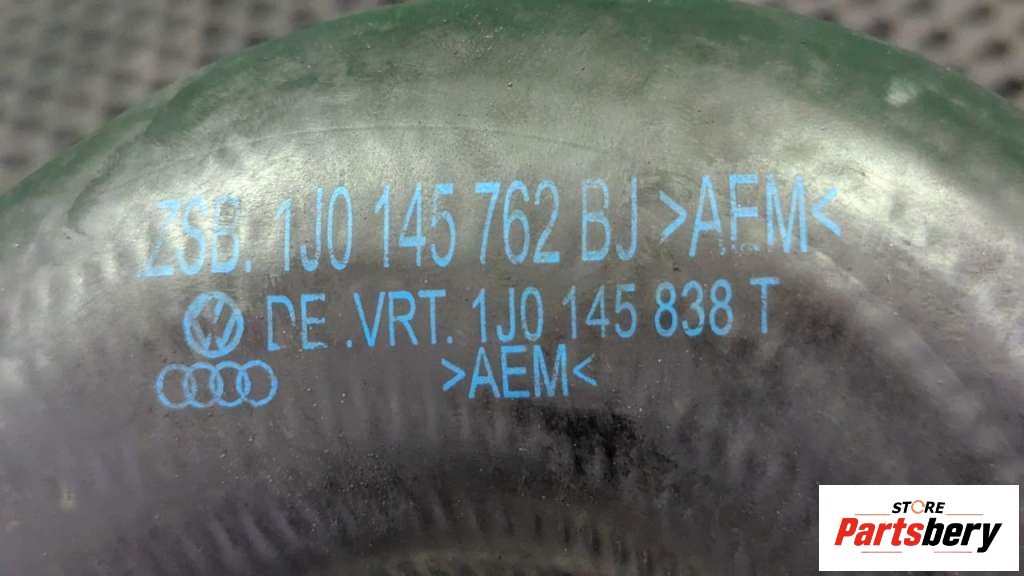 ZSB. 1J0 145 762 BJ >AEM<
DE .VRT. 1J0 145 838 T
>AEM<
STORE
Partsbery